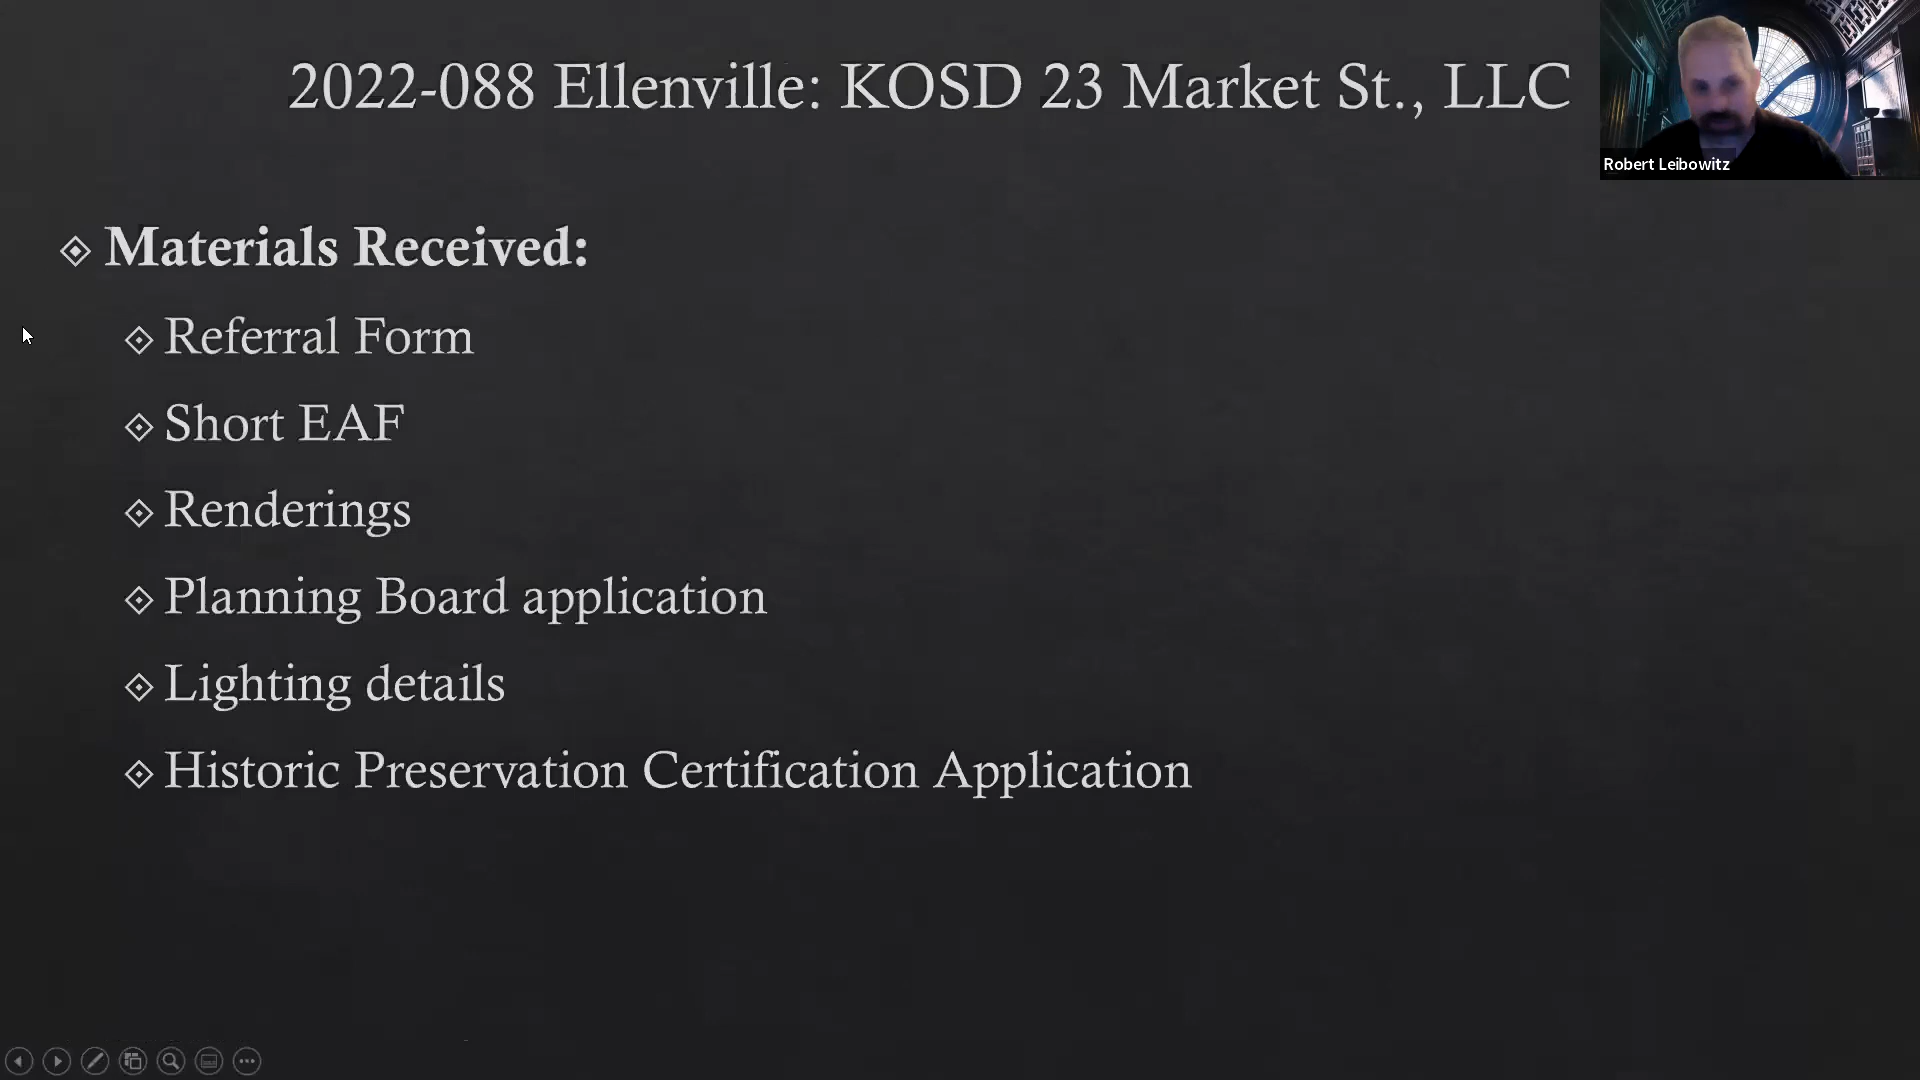 2022-088 Ellenville: KOSD 23 Market St., LLC
Robert Leibowitz
Materials Received:
Referral Form
Short EAF
Renderings
Planning Board application
Lighting details
Historic Preservation Certification Application